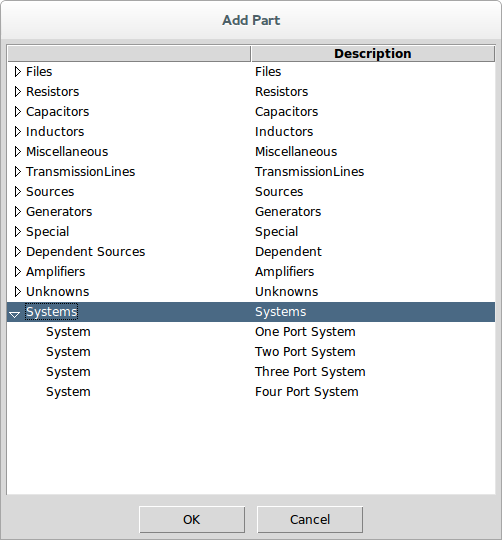 Add Part
Description
Files Files
Resistors Resistors
Capacitors Capacitors
Inductors Inductors
Miscellaneous Miscellaneous
TransmissionLines TransmissionLines
Sources Sources
Generators Generators
Special Special
Dependent Sources Dependent
Amplifiers Amplifiers
Unknowns Unknowns
Systems Systems
System One Port System
System Two Port System
System Three Port System
System Four Port System
OK Cancel